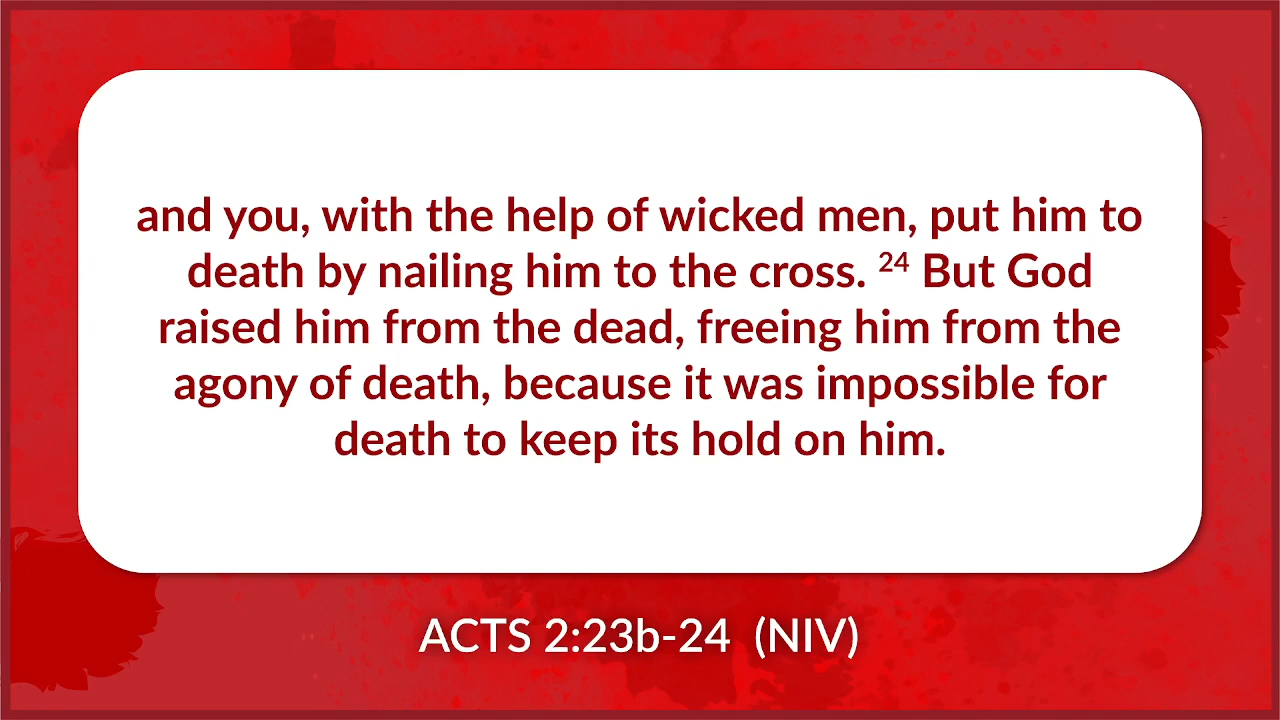 and you, with the help of wicked men, put him to
death by nailing him to the cross. 24 But God
raised him from the dead, freeing him from the
agony of death, because it was impossible for
death to keep its hold on him.
ACTS 2:23b-24 (NIV)